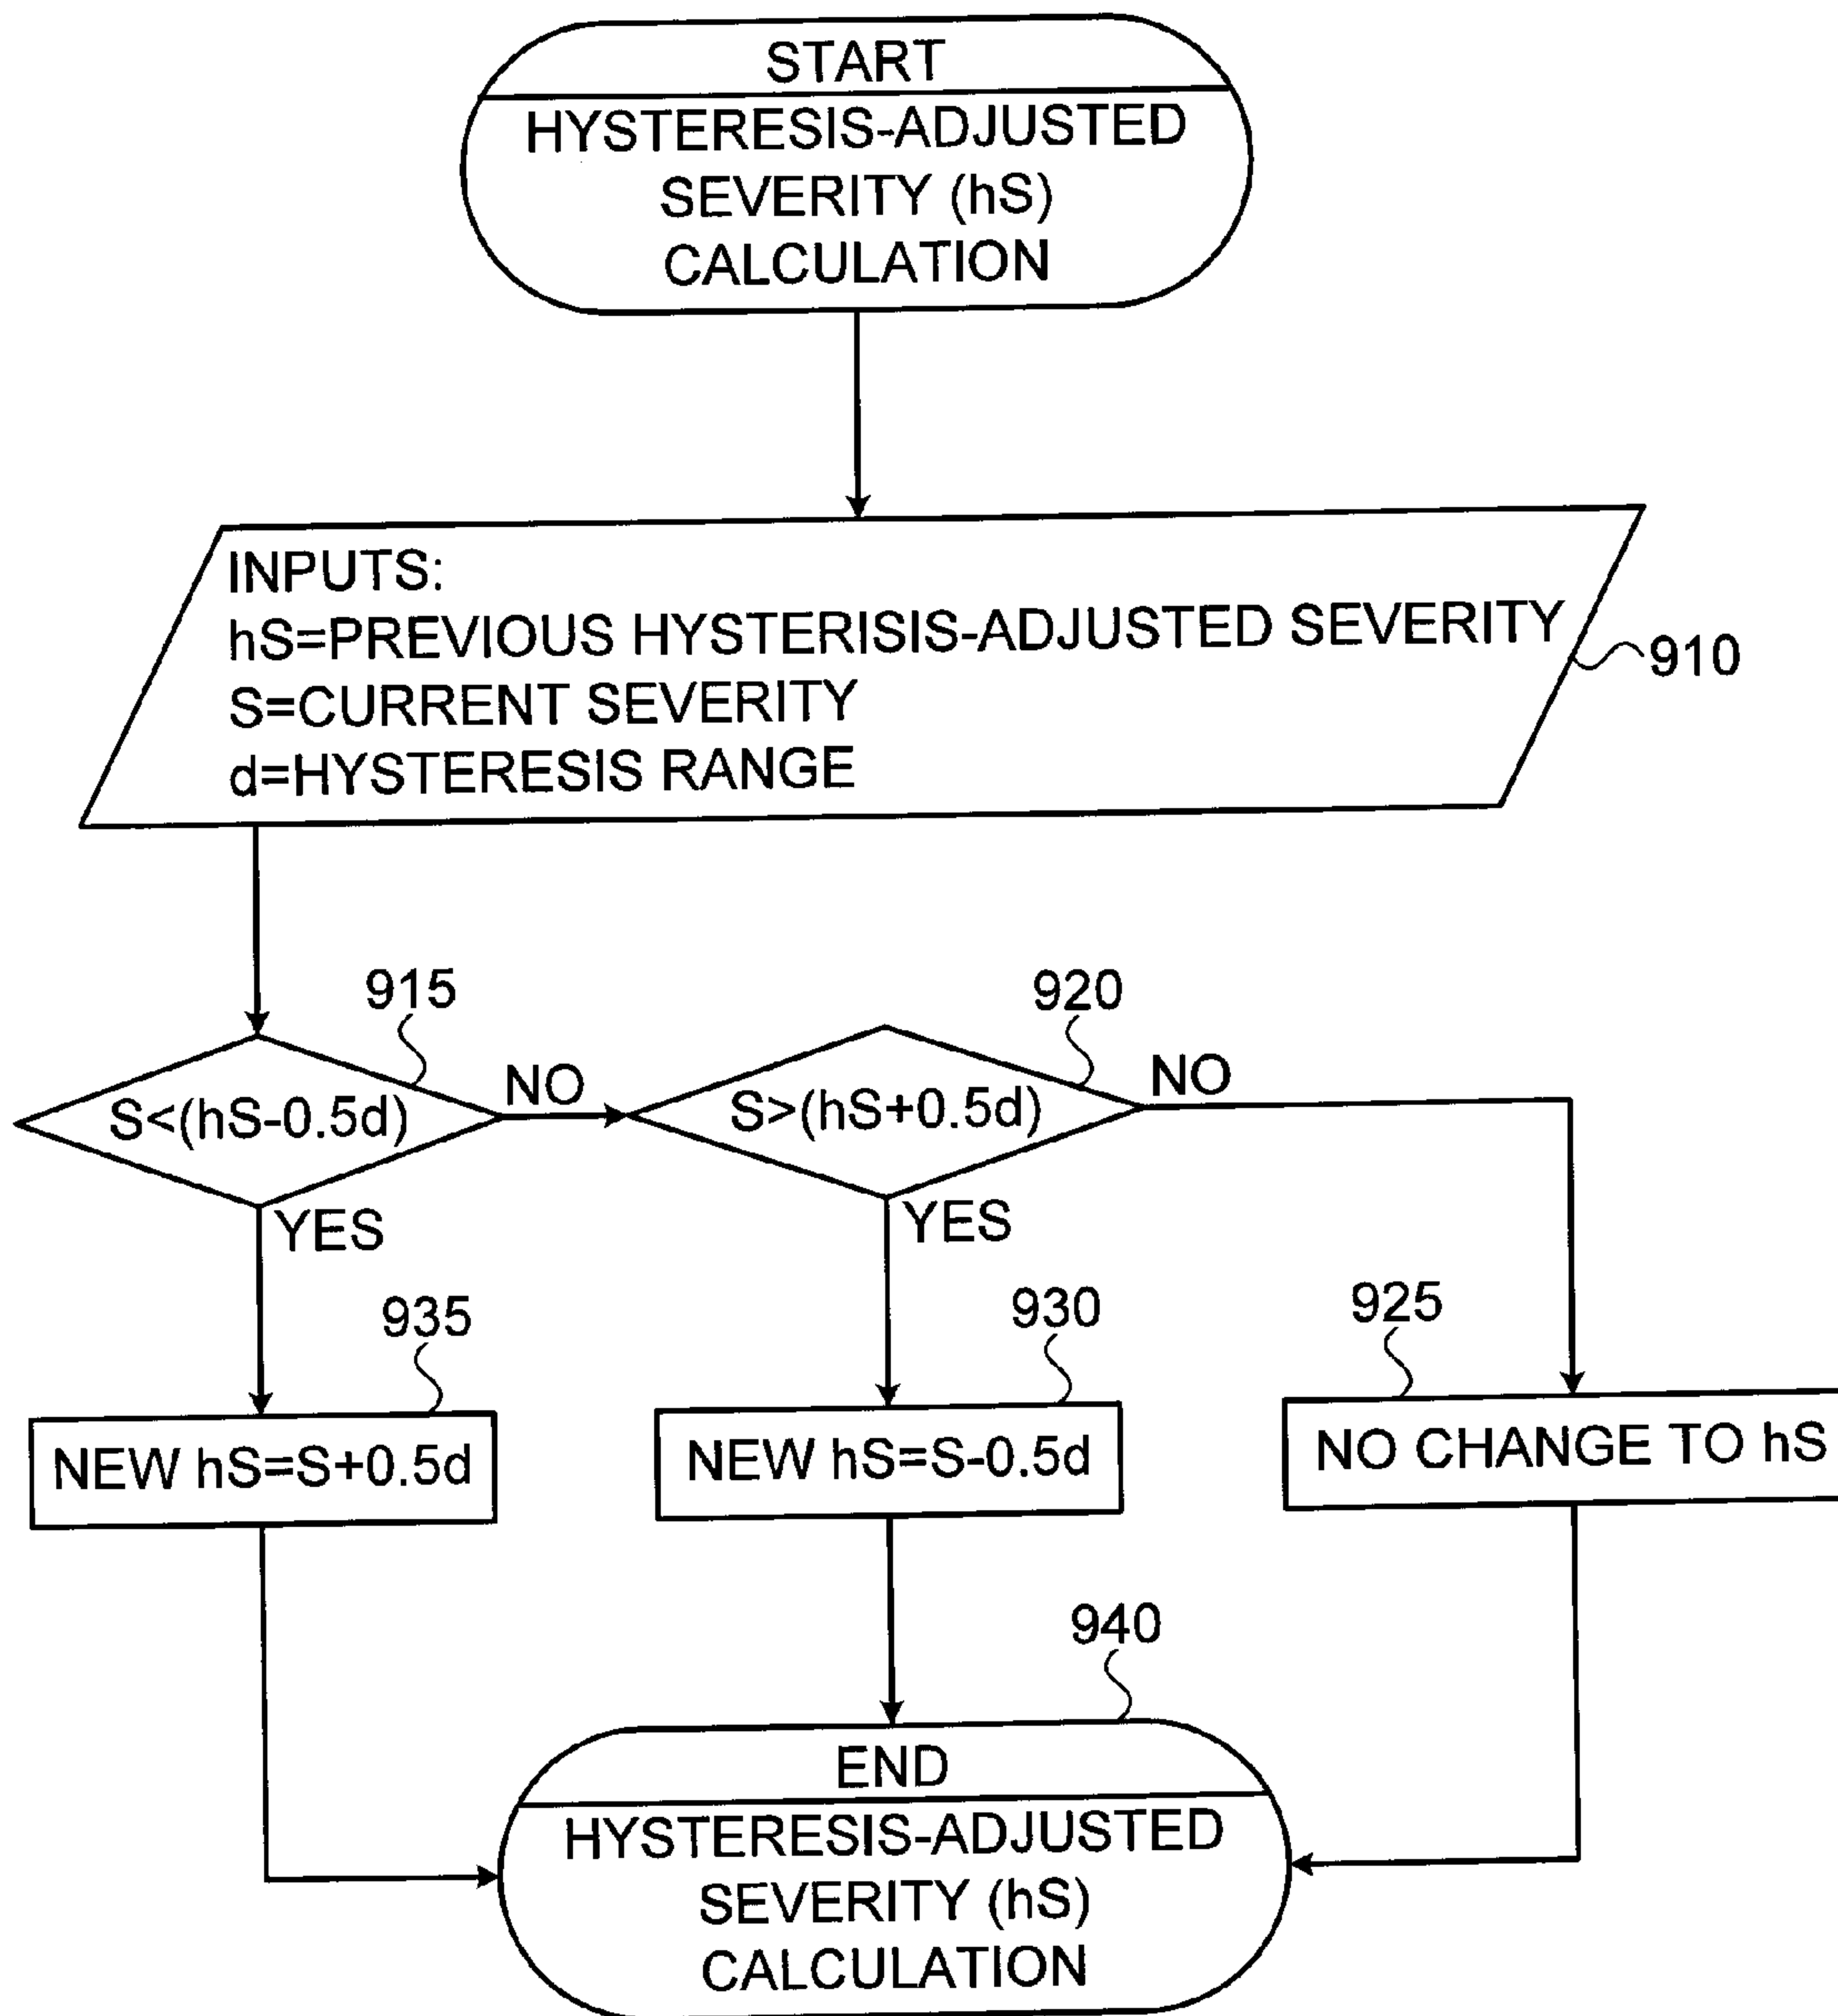 START
HYSTERESIS-ADJUSTED
SEVERITY (hS)
CALCULATION
INPUTS:
hS=PREVIOUS HYSTERISIS-ADJUSTED SEVERITY
S=CURRENT SEVERITY
d=HYSTERESIS RANGE
910
915
920
S<(hS-0.5d)
NO
S>(hS+0.5d)
NO
YES
YES
935
930
925
NEW hS=S+0.5d
NEW hS=S-0.5d
NO CHANGE TO hS
940
END
HYSTERESIS-ADJUSTED
SEVERITY (hS)
CALCULATION